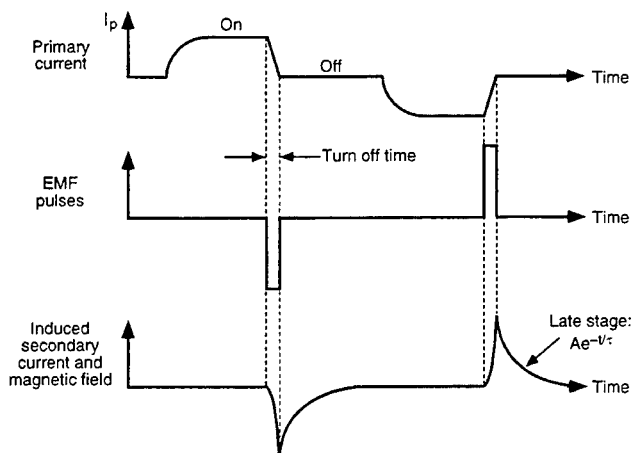 Iₚ
On
Primary
current
Off
Time
Turn off time
EMF
pulses
Time
Induced
secondary
current and
magnetic field
Late stage:
Ae⁻ᵗ/τ
Time